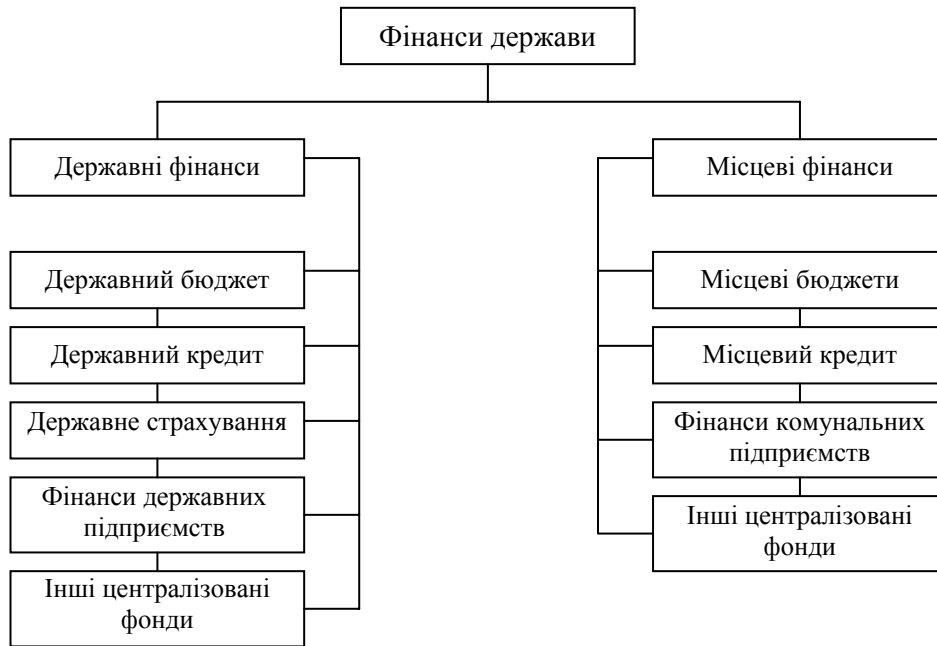 Фінанси держави
Державні фінанси
Місцеві фінанси
Державний бюджет
Місцеві бюджети
Державний кредит
Місцевий кредит
Державне страхування
Фінанси комунальних
підприємств
Фінанси державних
підприємств
Інші централізовані
фонди
Інші централізовані
фонди